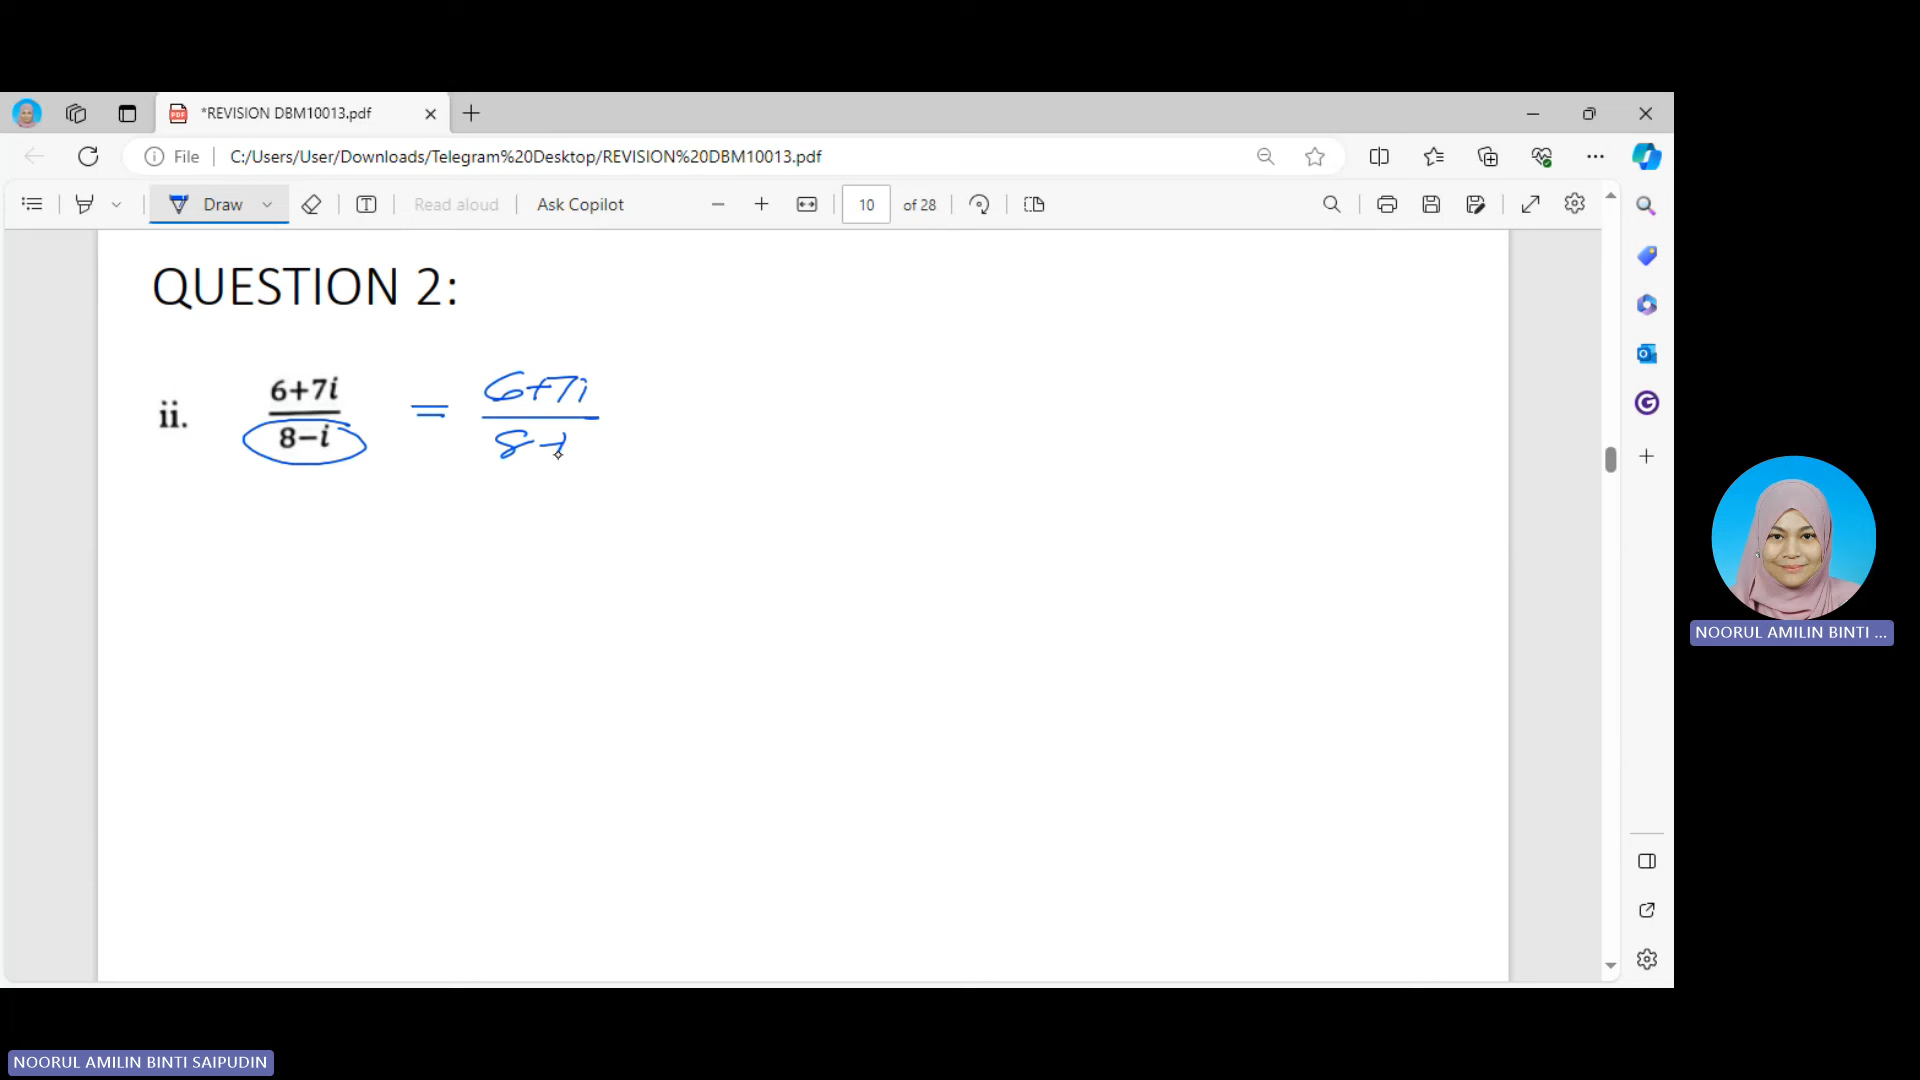 *REVISION DBM10013.pdf
File C:/Users/User/Downloads/Telegram%20Desktop/REVISION%20DBM10013.pdf
Draw Read aloud Ask Copilot 10 of 28
QUESTION 2:
ii. 6+7i / 8−i = 6+7i / 8-
NOORUL AMILIN BINTI ...
NOORUL AMILIN BINTI SAIPUDIN